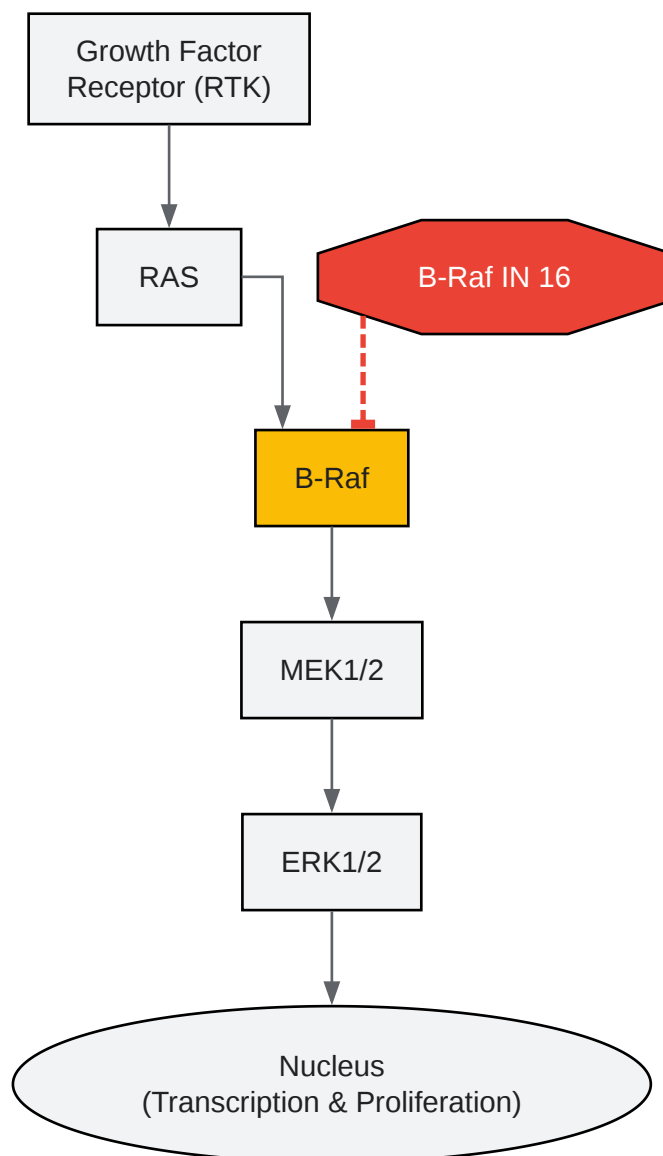 Growth Factor
Receptor (RTK)
RAS
B-Raf IN 16
B-Raf
MEK1/2
ERK1/2
Nucleus
(Transcription & Proliferation)